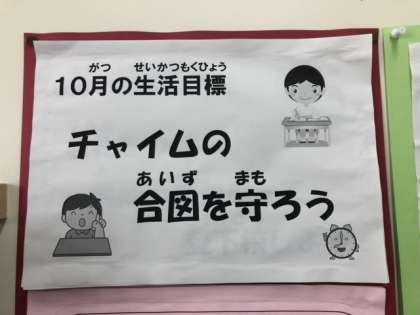 がつ せいかつもくひょう
10月の生活目標
チャイムの
あいず まも
合図を守ろう